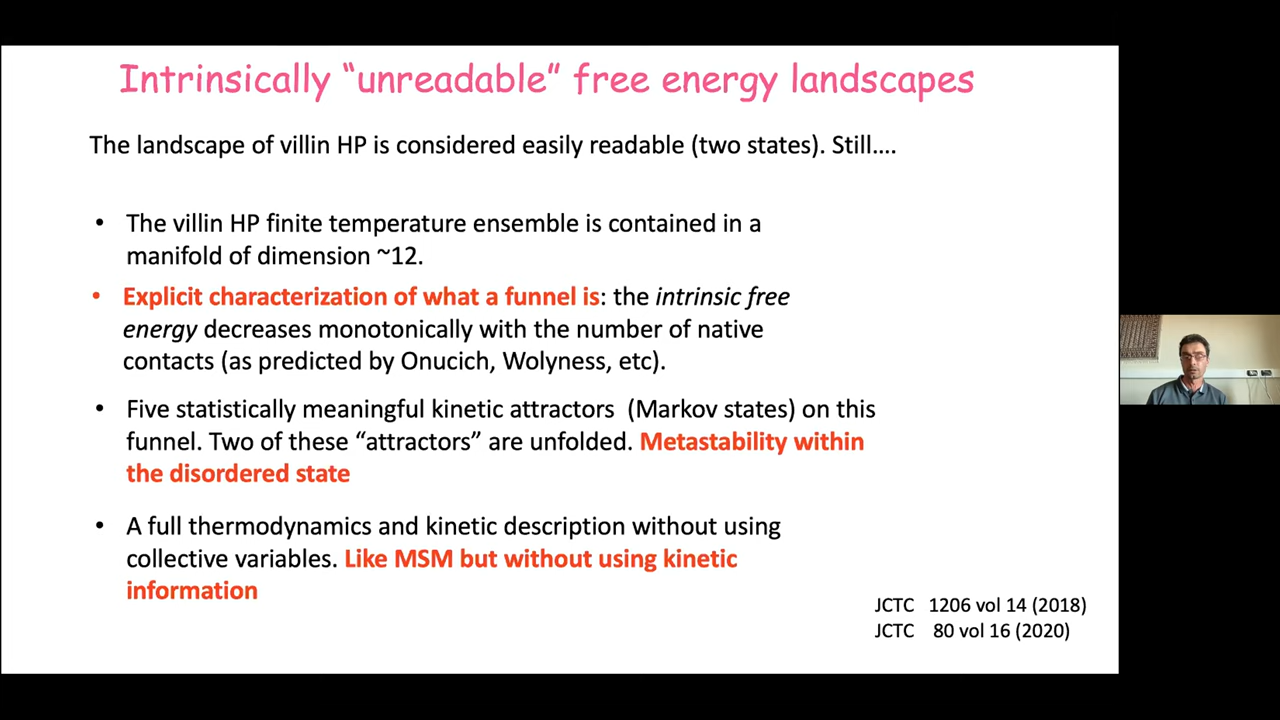 Intrinsically “unreadable” free energy landscapes
The landscape of villin HP is considered easily readable (two states). Still....
• The villin HP finite temperature ensemble is contained in a
manifold of dimension ~12.
• Explicit characterization of what a funnel is: the intrinsic free
energy decreases monotonically with the number of native
contacts (as predicted by Onucich, Wolyness, etc).
• Five statistically meaningful kinetic attractors (Markov states) on this
funnel. Two of these “attractors” are unfolded. Metastability within
the disordered state
• A full thermodynamics and kinetic description without using
collective variables. Like MSM but without using kinetic
information
JCTC 1206 vol 14 (2018)
JCTC 80 vol 16 (2020)